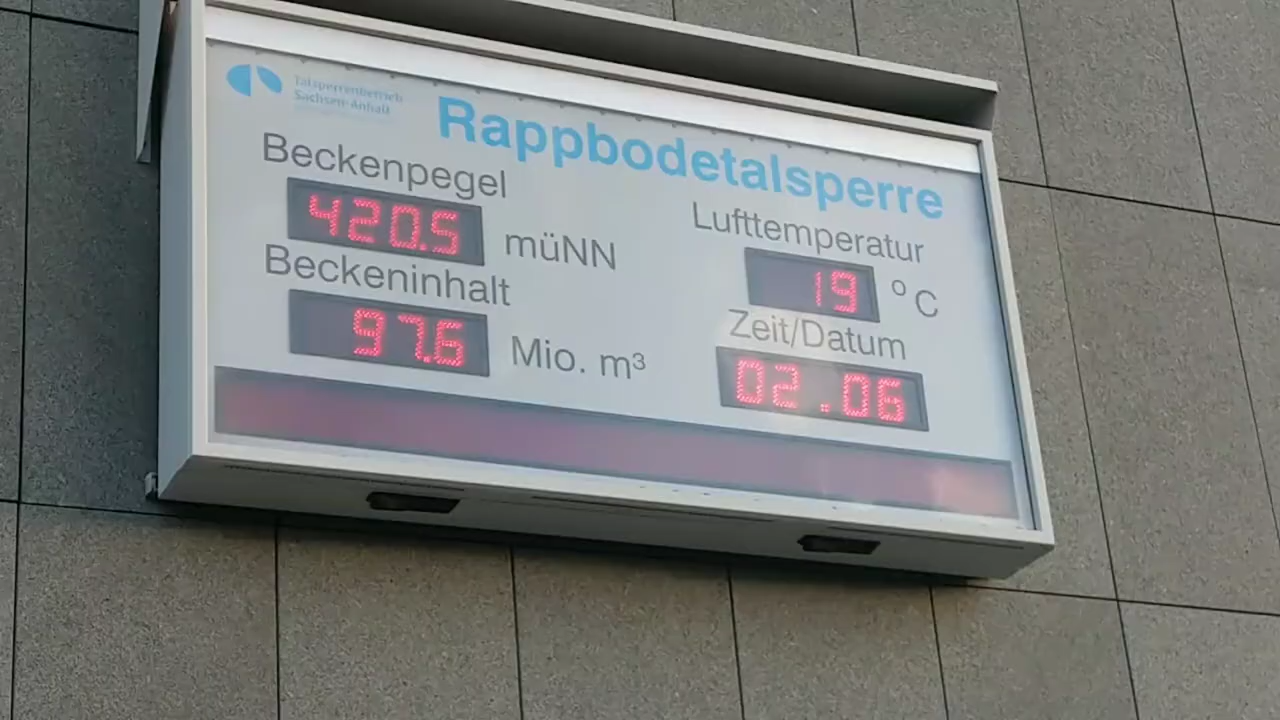 Talsperrenbetrieb
Sachsen-Anhalt
Rappbodetalsperre
Beckenpegel
420.5 müNN
Beckeninhalt
97.6 Mio. m³
Lufttemperatur
19 °C
Zeit/Datum
02.06